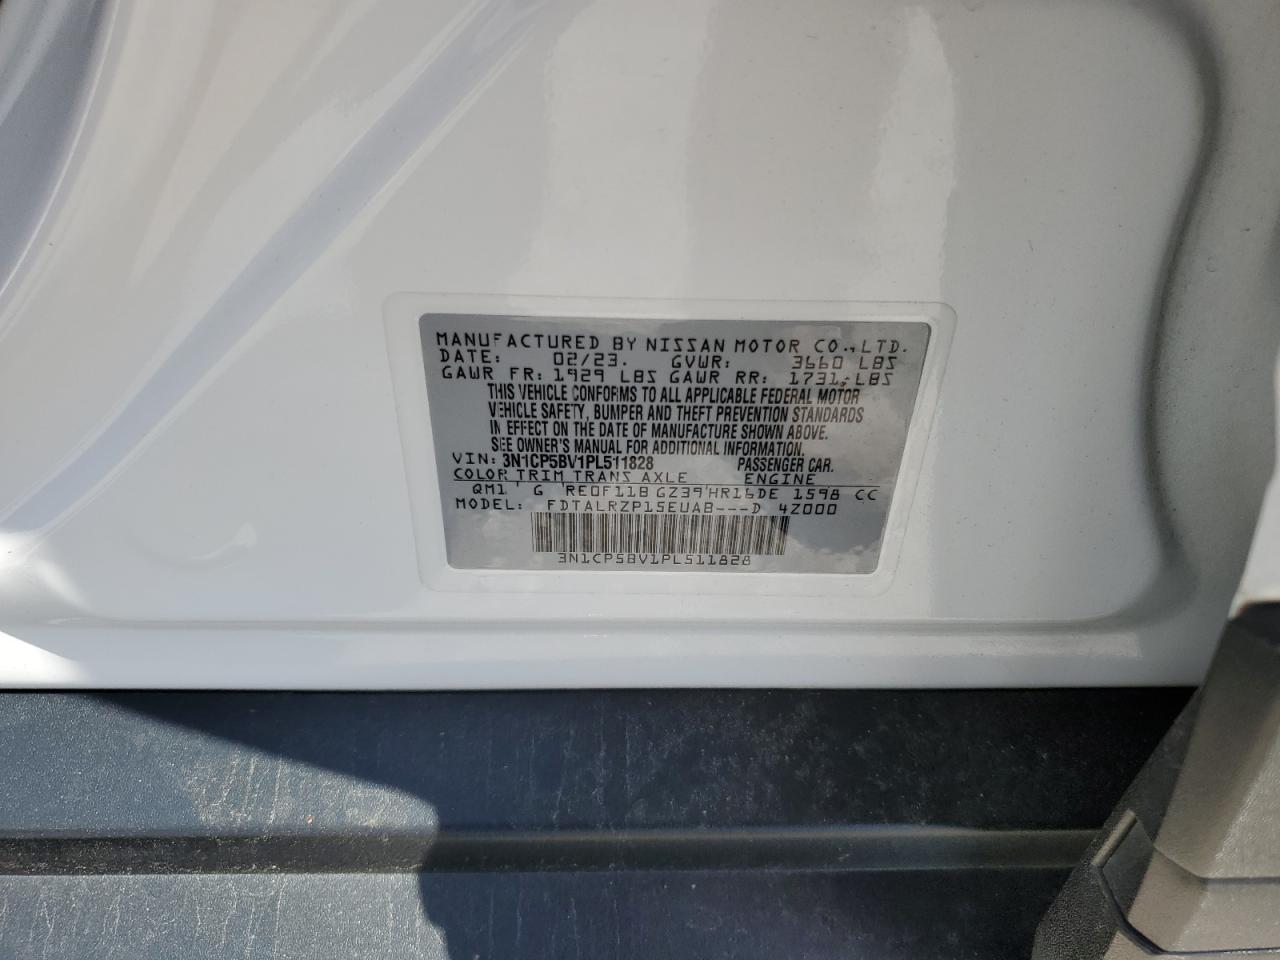 MANUFACTURED BY NISSAN MOTOR CO., LTD.
DATE: 02/23. GVWR: 3660 LBS
GAWR FR: 1929 LBS GAWR RR: 1731 LBS
THIS VEHICLE CONFORMS TO ALL APPLICABLE FEDERAL MOTOR
VEHICLE SAFETY, BUMPER AND THEFT PREVENTION STANDARDS
IN EFFECT ON THE DATE OF MANUFACTURE SHOWN ABOVE.
SEE OWNER'S MANUAL FOR ADDITIONAL INFORMATION.
VIN: 3N1CP5BV1PL511828 PASSENGER CAR.
COLOR TRIM TRANS AXLE ENGINE
QM1 G RE0F11B GZ39 HR16DE 1598 CC
MODEL: FDTALRZP15EUAB---D 4Z000
3N1CP5BV1PL511828